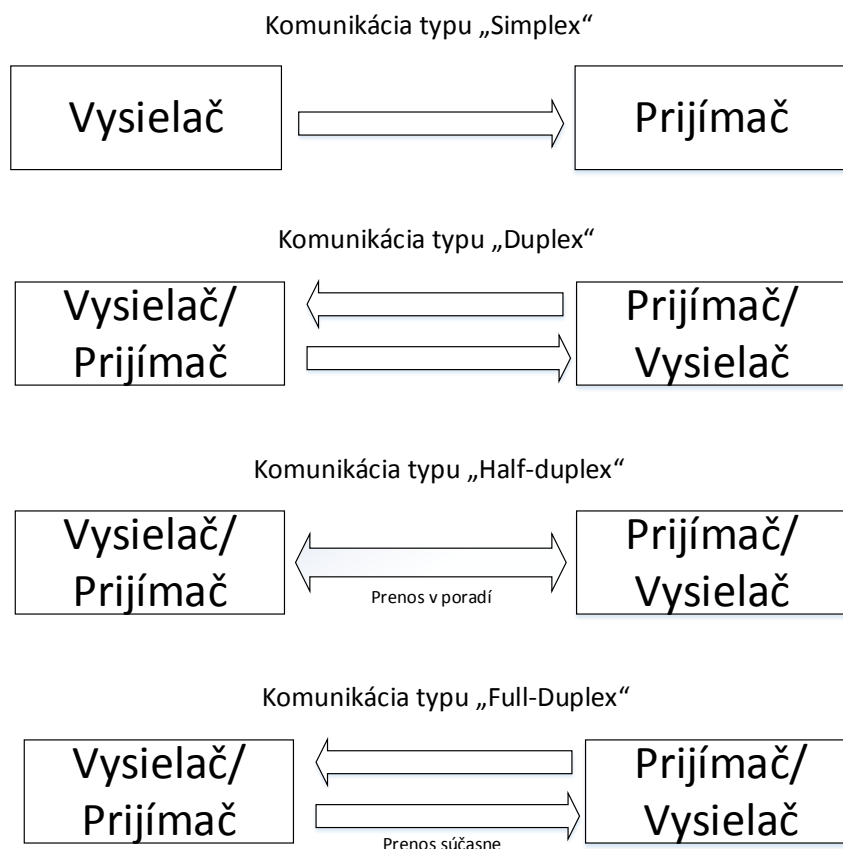 Komunikácia typu „Simplex“
Vysielač
Prijímač
Komunikácia typu „Duplex“
Vysielač/
Prijímač
Prijímač/
Vysielač
Komunikácia typu „Half-duplex“
Vysielač/
Prijímač
Prenos v poradí
Prijímač/
Vysielač
Komunikácia typu „Full-Duplex“
Vysielač/
Prijímač
Prenos súčasne
Prijímač/
Vysielač